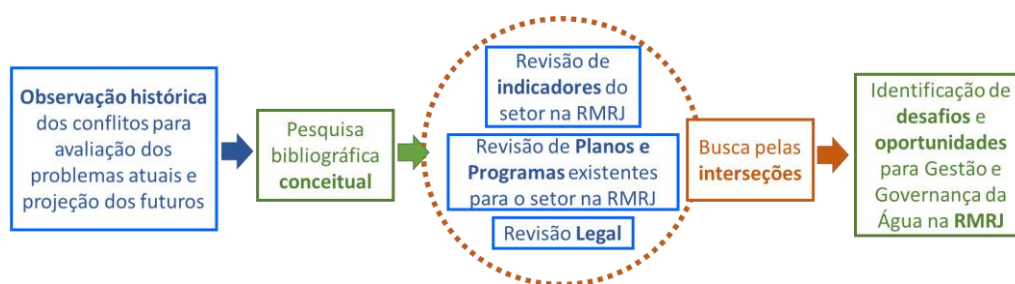 Observação histórica
dos conflitos para
avaliação dos
problemas atuais e
projeção dos futuros
Pesquisa
bibliográfica
conceitual
Revisão de
indicadores do
setor na RMRJ
Revisão de Planos e
Programas existentes
para o setor na RMRJ
Revisão Legal
Busca pelas
interseções
Identificação de
desafios e
oportunidades
para Gestão e
Governança da
Água na RMRJ